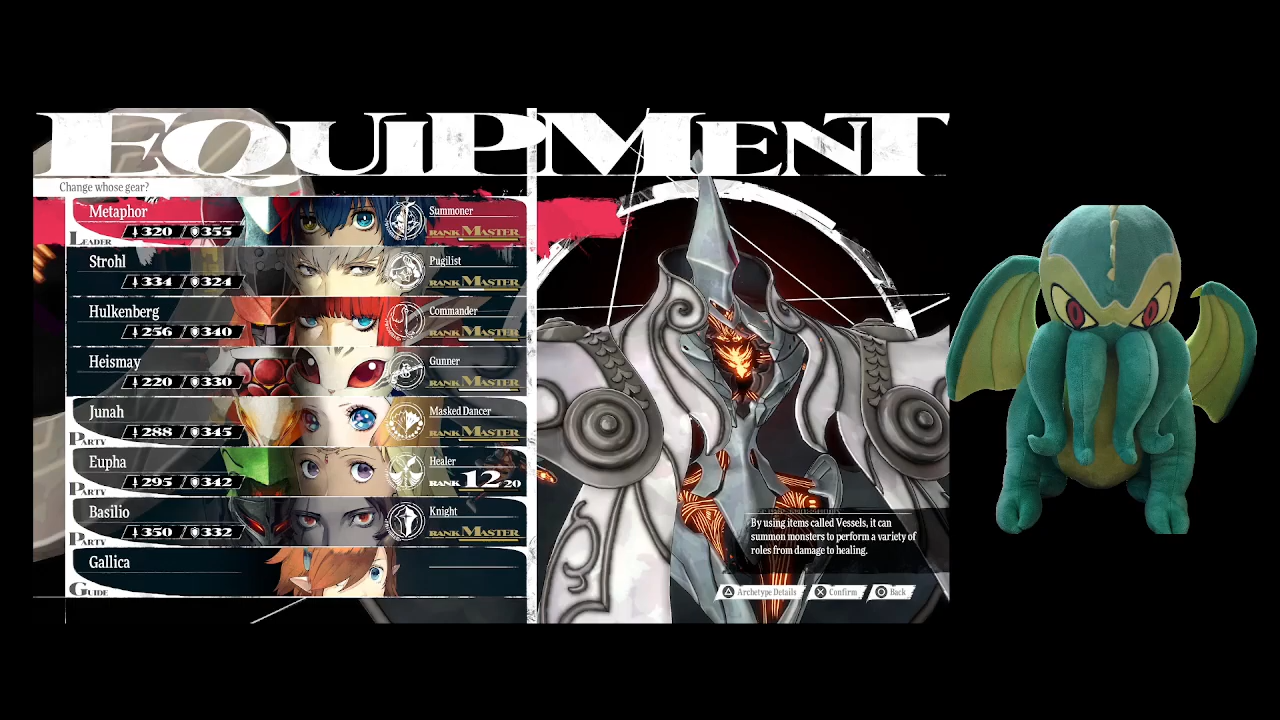 EQUIPMENT
Change whose gear?
Metaphor
320 / 355
LEADER
Summoner
RANK MASTER
Strohl
334 / 324
Pugilist
RANK MASTER
Hulkenberg
256 / 340
Commander
RANK MASTER
Heismay
220 / 330
Gunner
RANK MASTER
Junah
288 / 345
PARTY
Masked Dancer
RANK MASTER
Eupha
295 / 342
PARTY
Healer
RANK 12 /20
Basilio
350 / 332
PARTY
Knight
RANK MASTER
Gallica
GUIDE
By using items called Vessels, it can
summon monsters to perform a variety of
roles from damage to healing.
Archetype Details Confirm Back